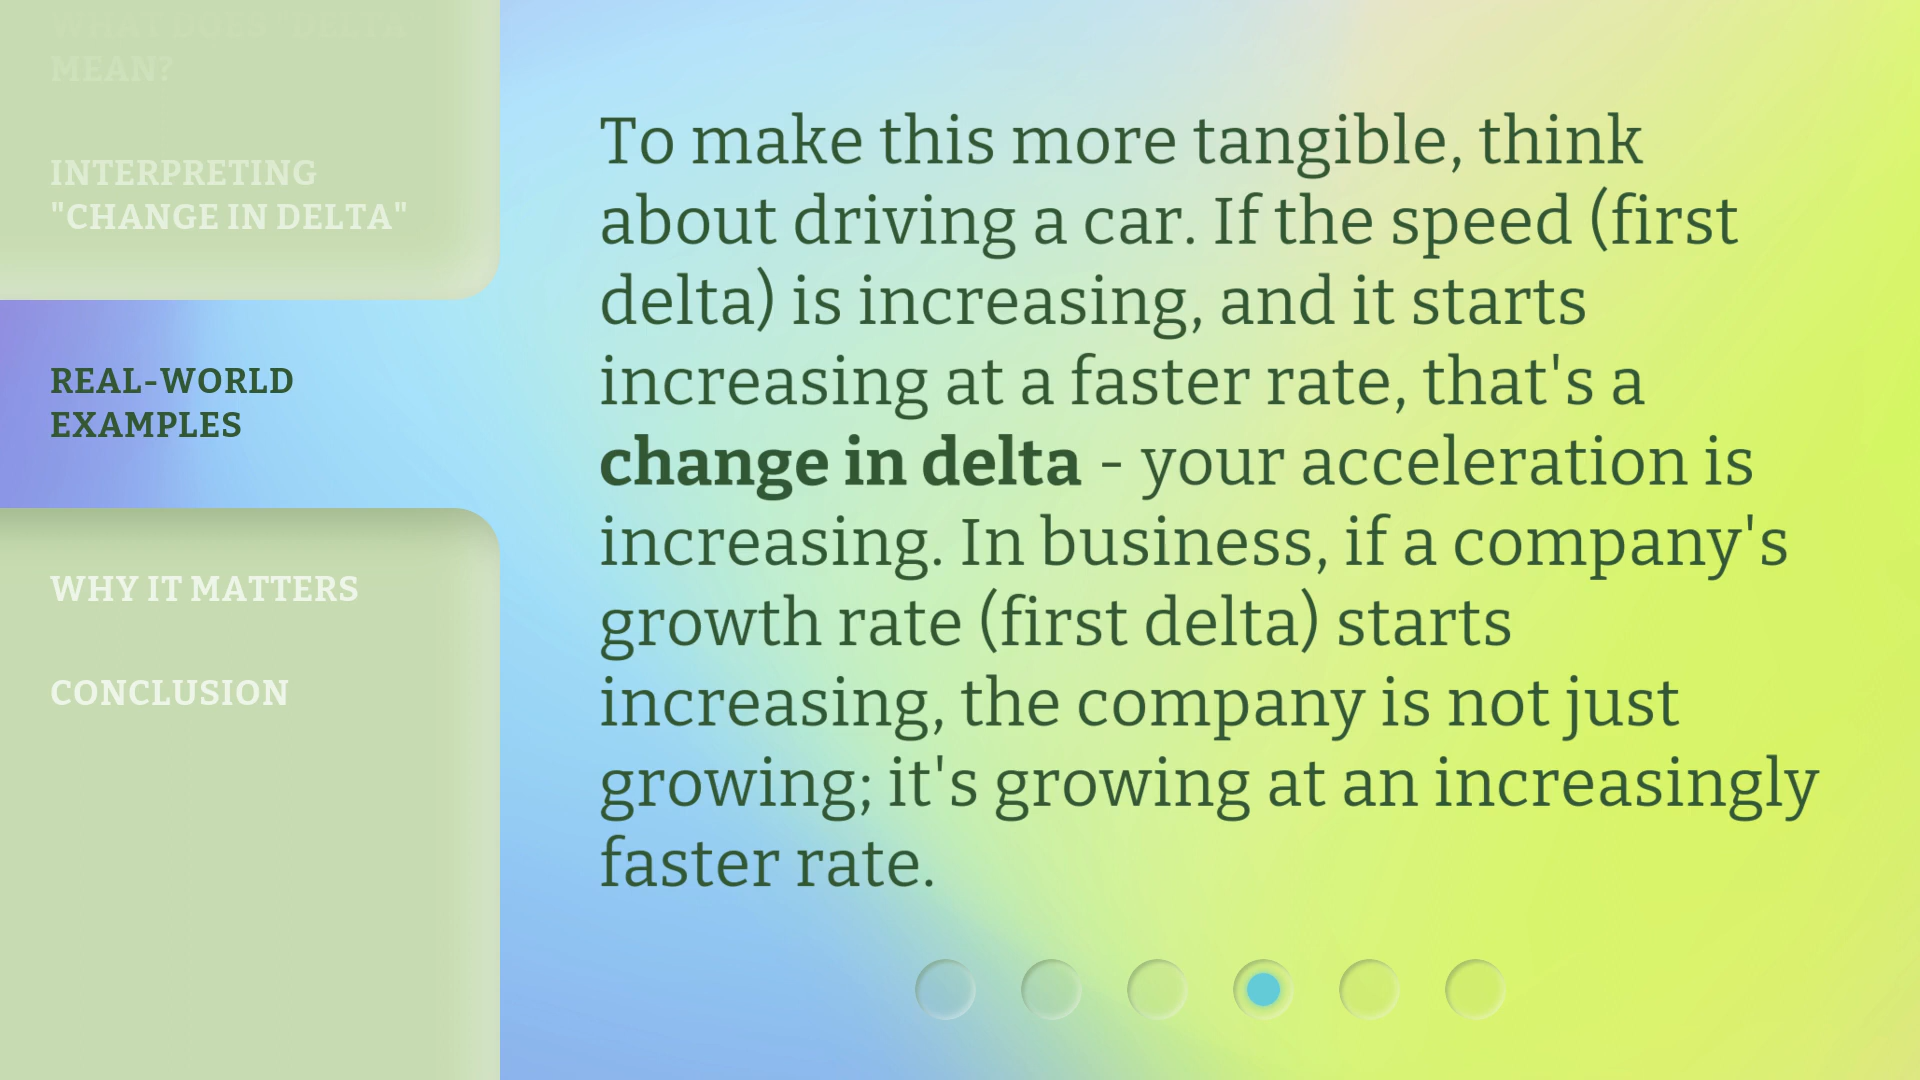 WHAT DOES "DELTA"
MEAN?
INTERPRETING
"CHANGE IN DELTA"
REAL-WORLD
EXAMPLES
WHY IT MATTERS
CONCLUSION
To make this more tangible, think
about driving a car. If the speed (first
delta) is increasing, and it starts
increasing at a faster rate, that's a
change in delta - your acceleration is
increasing. In business, if a company's
growth rate (first delta) starts
increasing, the company is not just
growing; it's growing at an increasingly
faster rate.